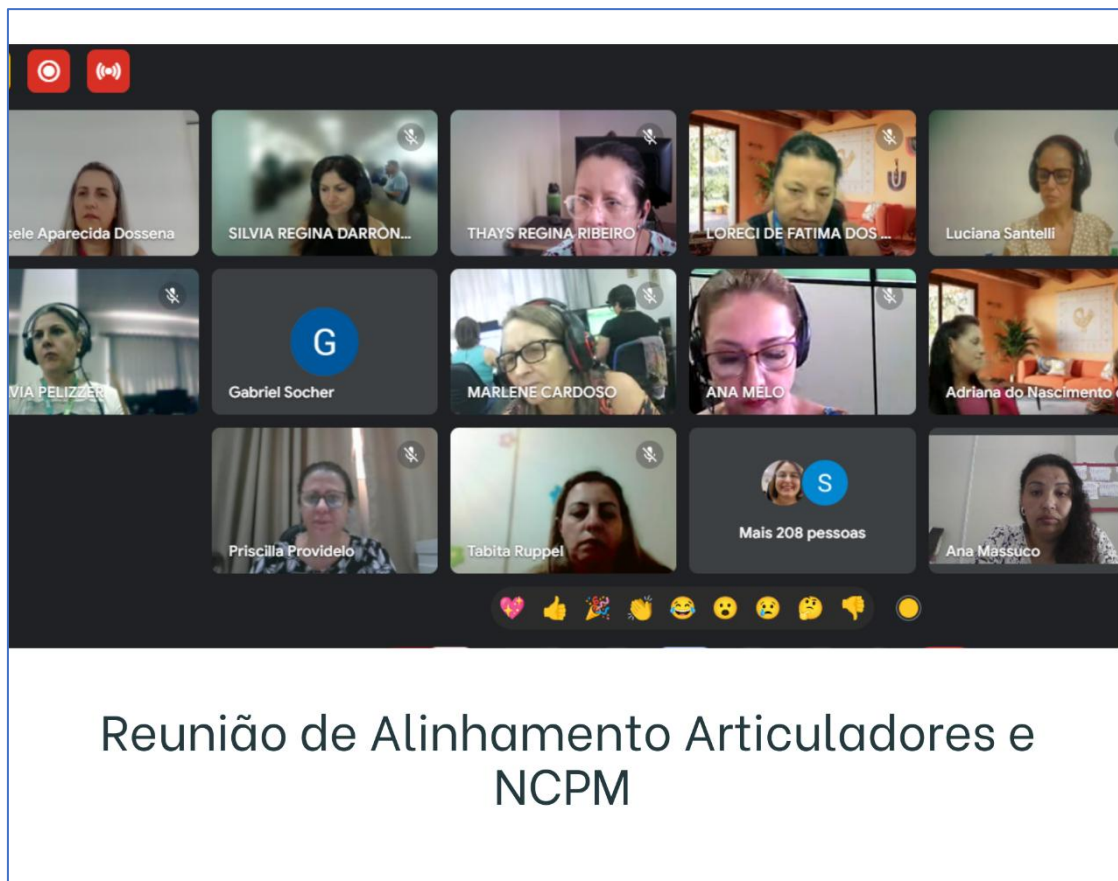 sele Aparecida Dossena
SILVIA REGINA DARRON...
THAYS REGINA RIBEIRO
LORECI DE FATIMA DOS ...
Luciana Santelli
VIA PELIZZER
G
Gabriel Socher
MARLENE CARDOSO
ANA MELO
Adriana do Nascimento
Priscilla Providelo
Tabita Ruppel
S
Mais 208 pessoas
Ana Massuco
Reunião de Alinhamento Articuladores e
NCPM